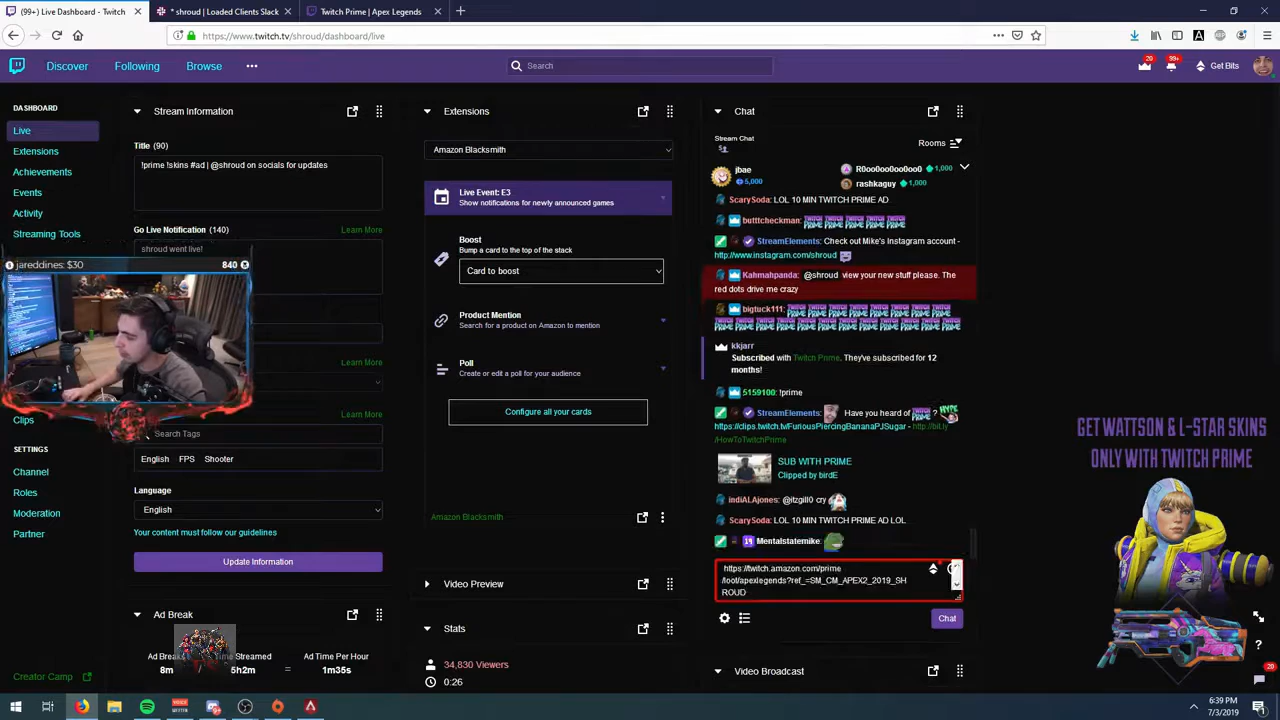 (99+) Live Dashboard - Twitch
* shroud | Loaded Clients Slack
Twitch Prime | Apex Legends
https://www.twitch.tv/shroud/dashboard/live
Discover
Following
Browse
Search
20
99+
Get Bits
DASHBOARD
Live
Extensions
Achievements
Events
Activity
Streaming Tools
Clips
SETTINGS
Channel
Roles
Moderation
Partner
Creator Camp
Stream Information
Title (90)
!prime !skins #ad | @shroud on socials for updates
Go Live Notification (140)
Learn More
shroud went live!
jareddines: $30
840
Learn More
Learn More
Search Tags
English FPS Shooter
Language
English
Your content must follow our guidelines
Update Information
Ad Break
8m
5h2m
=
Ad Time Per Hour
1m35s
Extensions
Amazon Blacksmith
Live Event: E3
Show notifications for newly announced games
Boost
Bump a card to the top of the stack
Card to boost
Product Mention
Search for a product on Amazon to mention
Poll
Create or edit a poll for your audience
Configure all your cards
Amazon Blacksmith
Video Preview
Stats
34,830 Viewers
0:26
Chat
Stream Chat
Rooms
jbae
5,000
R0oo0oo0oo0oo0 1,000
rashkaguy 1,000
ScarySoda: LOL 10 MIN TWITCH PRIME AD
butttcheckman:
StreamElements: Check out Mike's Instagram account -
http://www.instagram.com/shroud
Kahmahpanda: @shroud view your new stuff please. The
red dots drive me crazy
bigtuck111:
kkjarr
Subscribed with Twitch Prime. They've subscribed for 12
months!
5159100: !prime
StreamElements: Have you heard of ? HYPE
https://clips.twitch.tv/FuriousPiercingBananaPJSugar - http://bit.ly
/HowToTwitchPrime
SUB WITH PRIME
Clipped by birdE
indiALAjones: @itzgill0 cry
ScarySoda: LOL 10 MIN TWITCH PRIME AD LOL
Mentalstatemike:
https://twitch.amazon.com/prime
/loot/apexlegends?ref_=SM_CM_APEX2_2019_SH
ROUD
Chat
Video Broadcast
GET WATTSON & L-STAR SKINS
ONLY WITH TWITCH PRIME
20
6:39 PM
7/3/2019